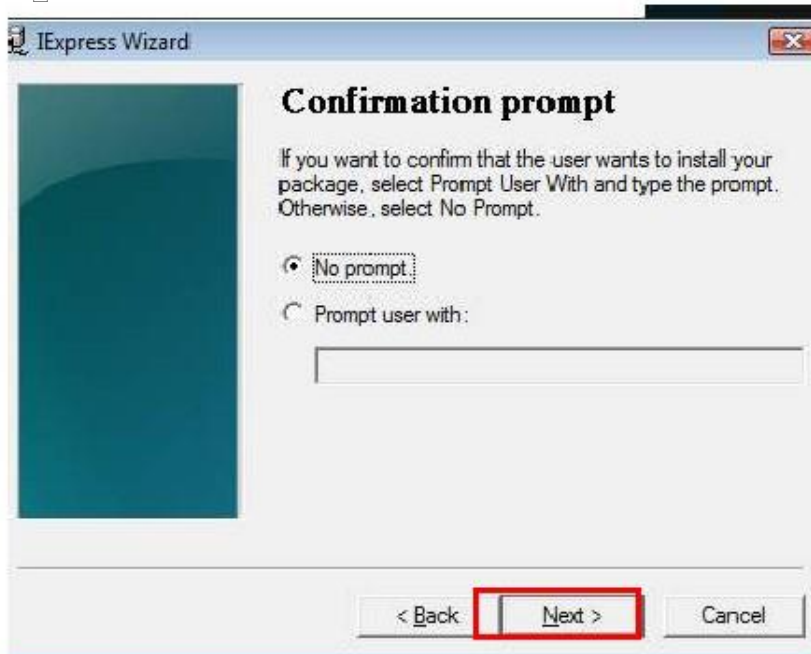 IExpress Wizard
Confirmation prompt
If you want to confirm that the user wants to install your
package, select Prompt User With and type the prompt.
Otherwise, select No Prompt.
No prompt.
Prompt user with:
< Back
Next >
Cancel